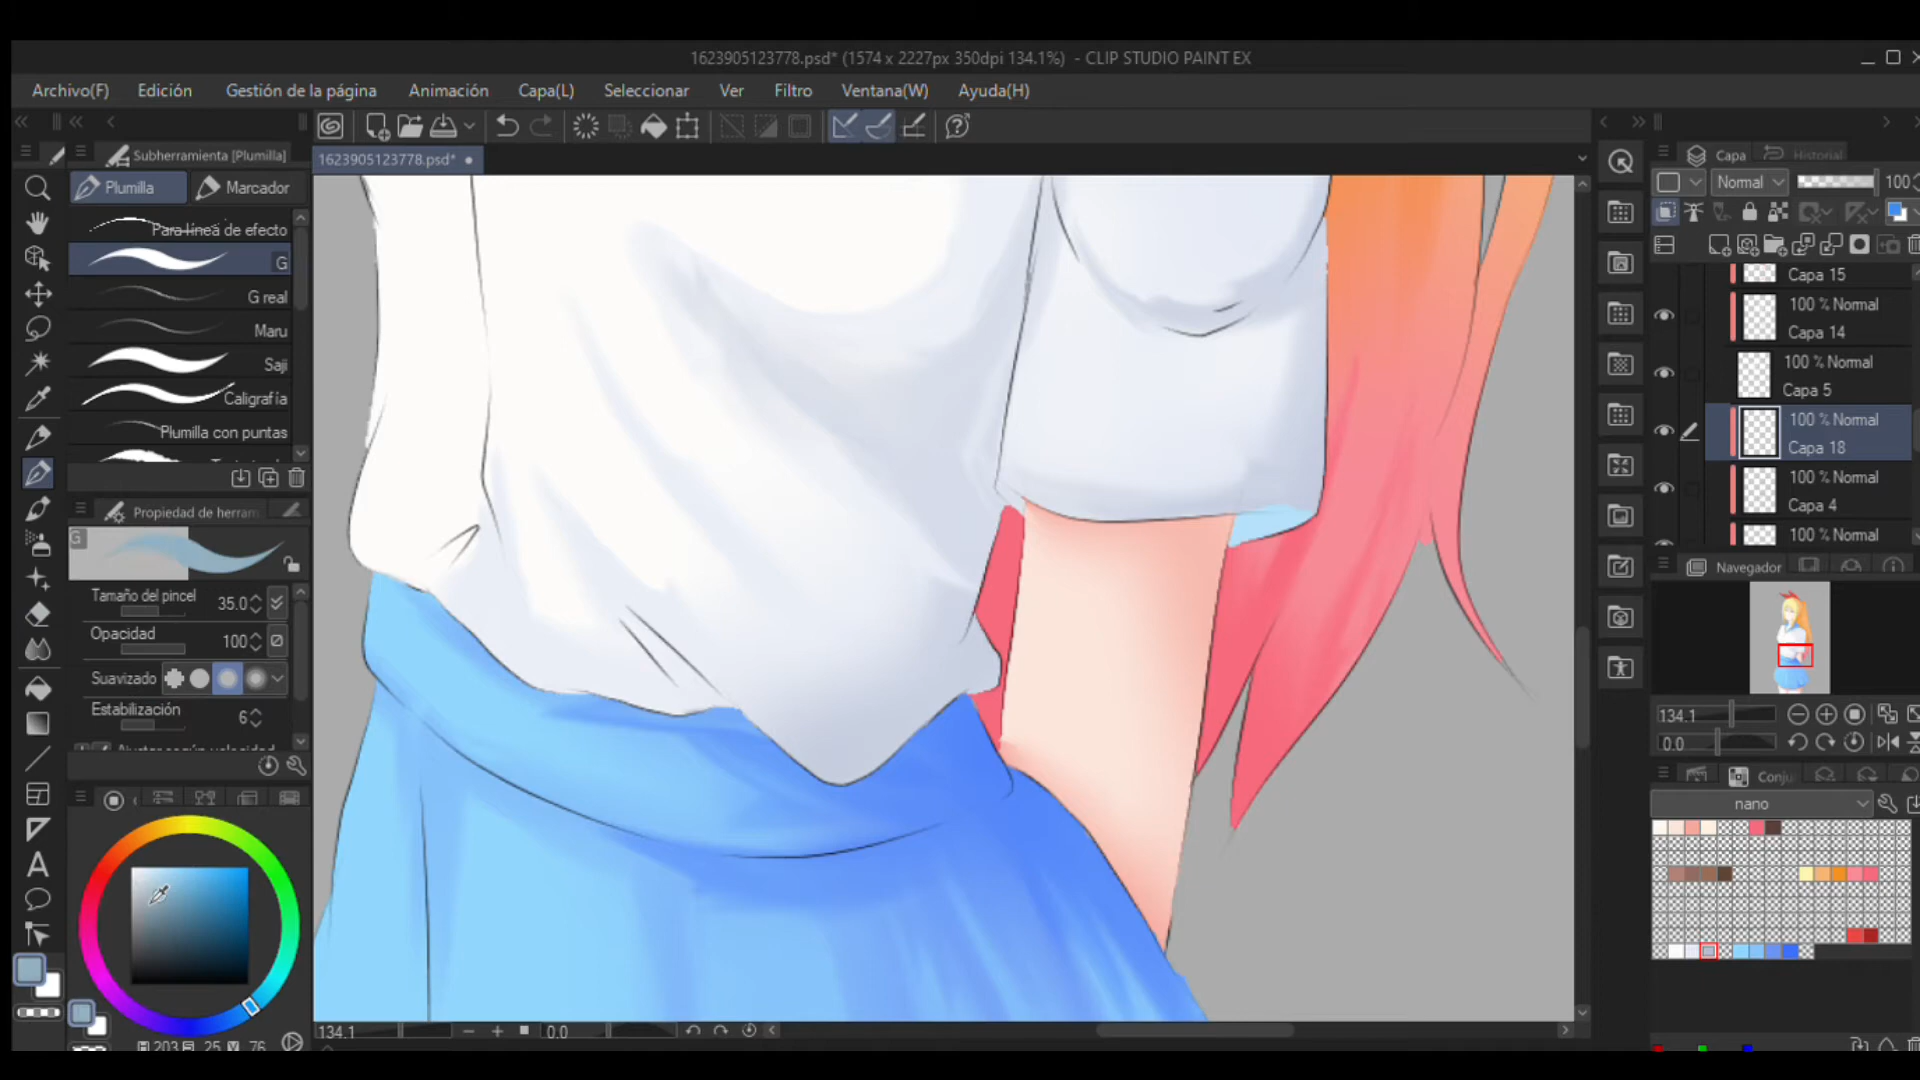 1623905123778.psd* (1574 x 2227px 350dpi 134.1%) - CLIP STUDIO PAINT EX
Archivo(F) Edición Gestión de la página Animación Capa(L) Seleccionar Ver Filtro Ventana(W) Ayuda(H)
Subherramienta [Plumilla]
1623905123778.psd*
Plumilla Marcador
Para línea de efecto
G
G real
Maru
Saji
Caligrafía
Plumilla con puntas
Propiedad de herram
G
Tamaño del pincel 35.0
Opacidad 100
Suavizado
Estabilización 6
Ajustar según velocidad
H 203 S 25 V 76
134.1 0.0
Capa Historial
Normal 100
Capa 15
100 % Normal
Capa 14
100 % Normal
Capa 5
100 % Normal
Capa 18
100 % Normal
Capa 4
100 % Normal
Navegador
134.1
0.0
Conju
nano